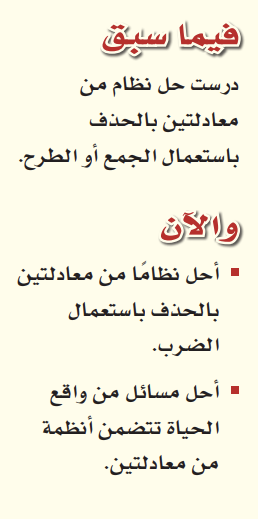 فيما سبق
درست حل نظام من
معادلتين بالحذف
باستعمال الجمع أو الطرح.
والآن
أحل نظامًا من معادلتين
بالحذف باستعمال
الضرب.
أحل مسائل من واقع
الحياة تتضمن أنظمة
من معادلتين.